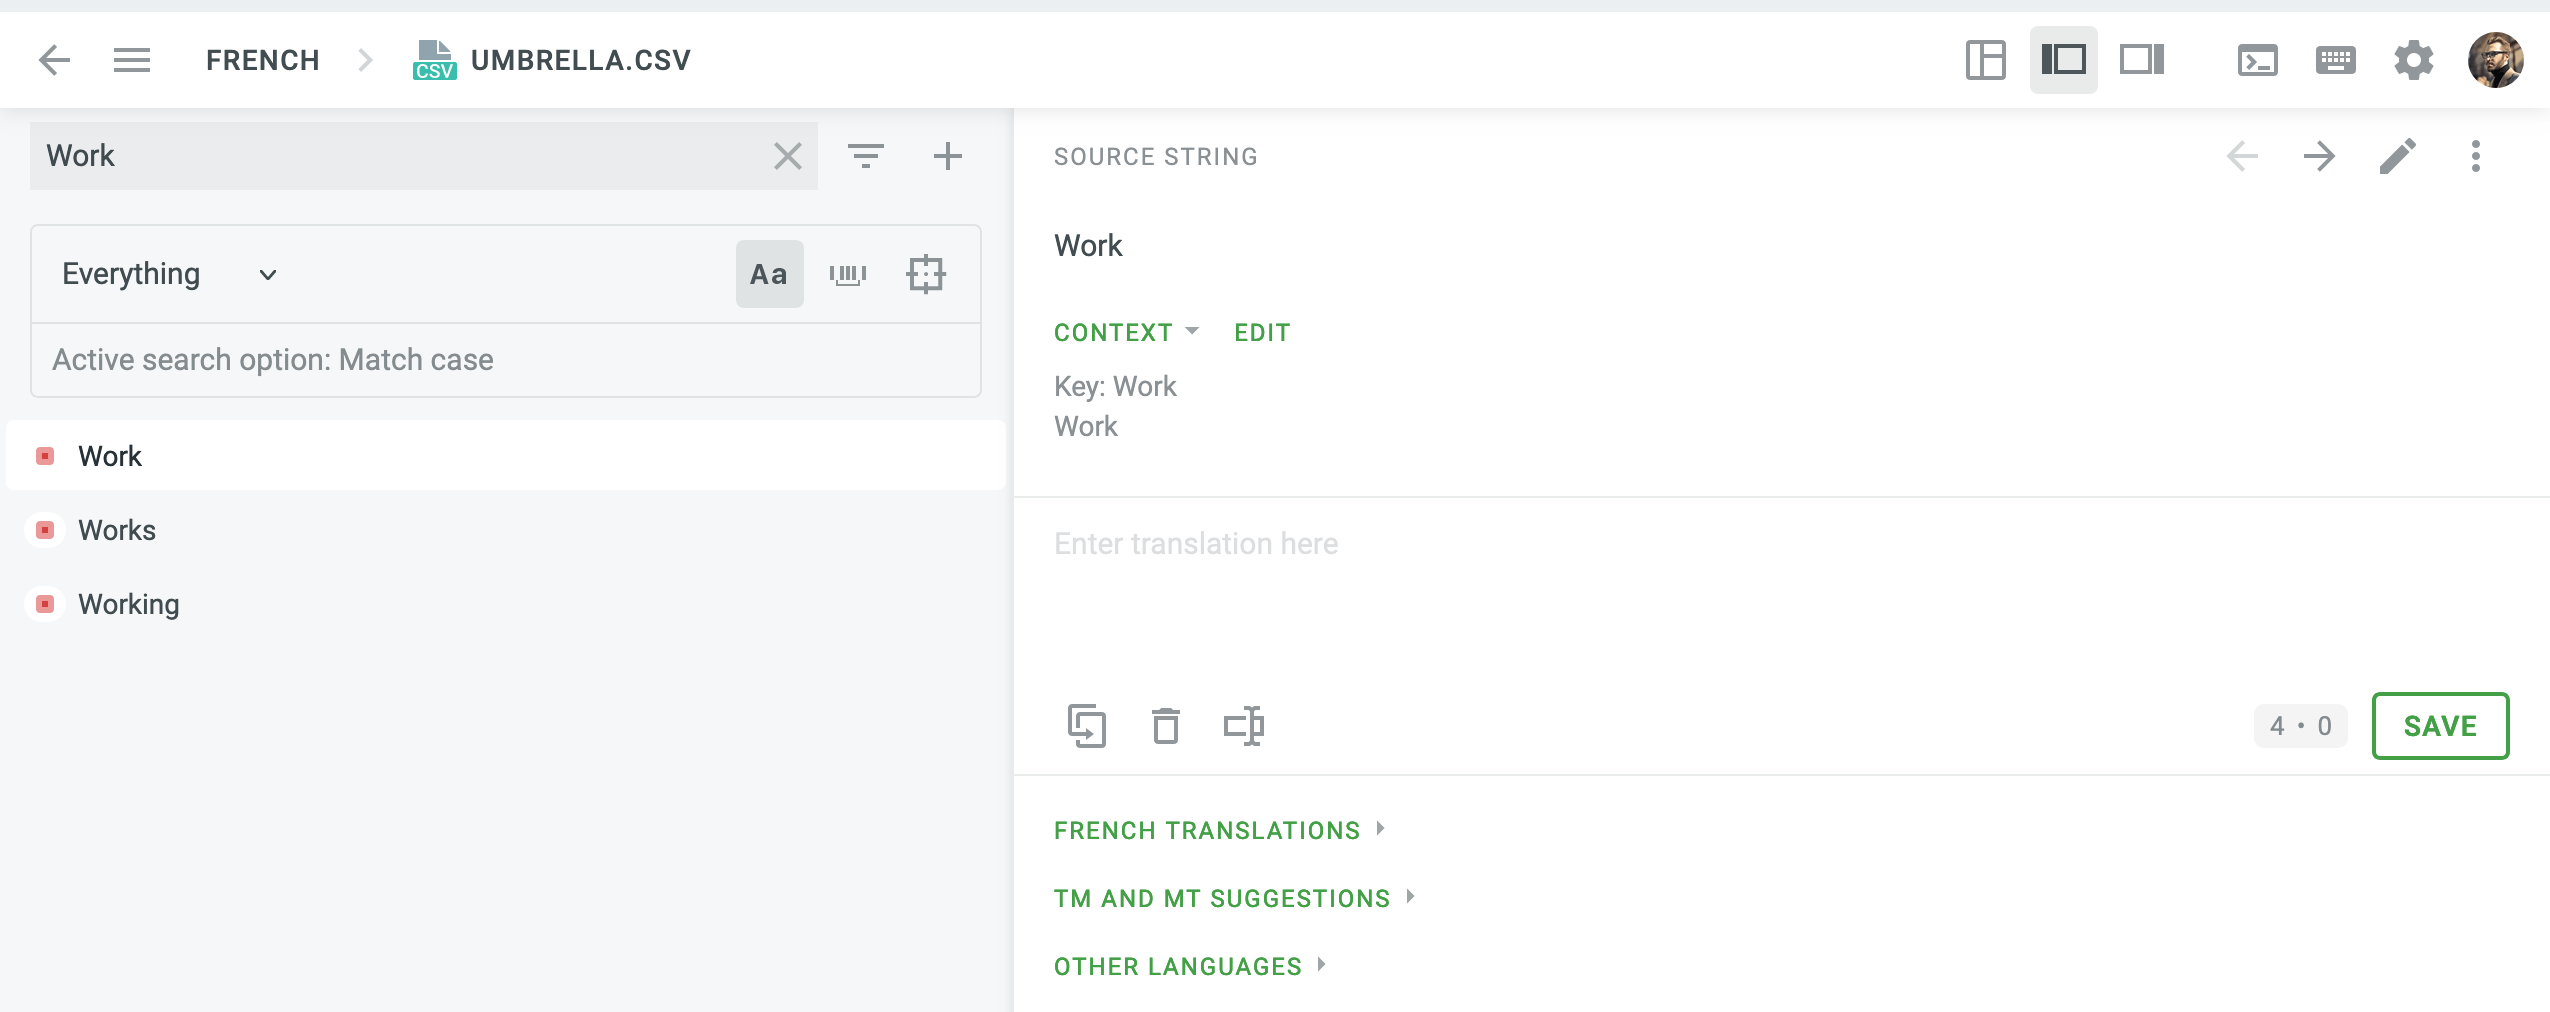 FRENCH
CSV
UMBRELLA.CSV
Work
Everything
Aa
Active search option: Match case
Work
Works
Working
SOURCE STRING
Work
CONTEXT EDIT
Key: Work
Work
Enter translation here
4 • 0
SAVE
FRENCH TRANSLATIONS
TM AND MT SUGGESTIONS
OTHER LANGUAGES